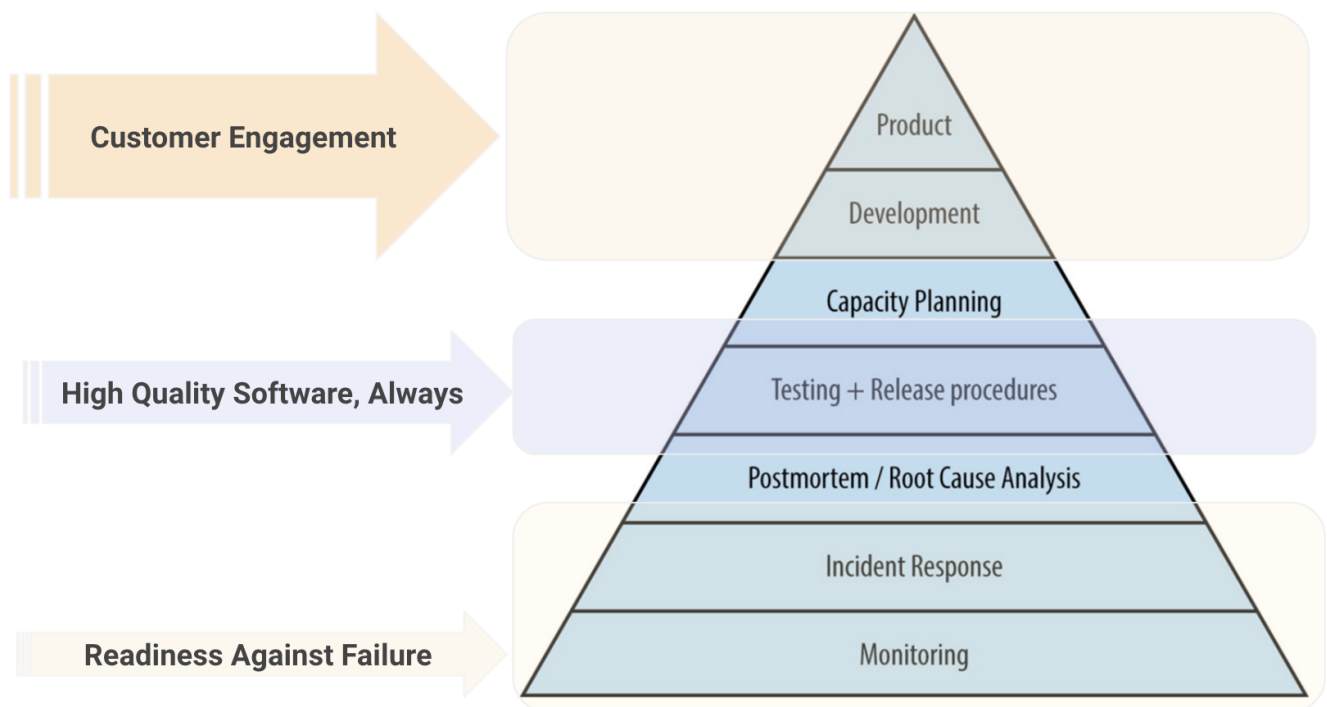 Customer Engagement
Product
Development
Capacity Planning
High Quality Software, Always
Testing + Release procedures
Postmortem / Root Cause Analysis
Incident Response
Readiness Against Failure
Monitoring